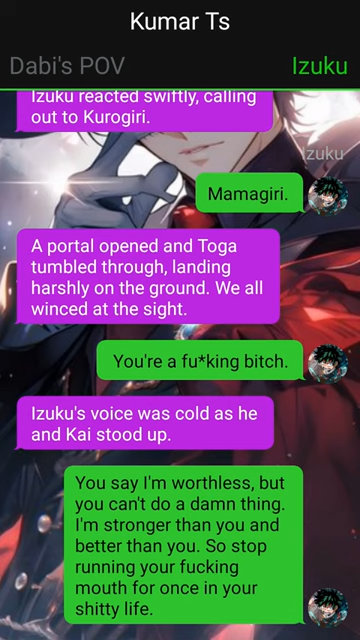 Kumar Ts
Dabi's POV
Izuku
Izuku reacted swiftly, calling
out to Kurogiri.
Izuku
Mamagiri.
A portal opened and Toga
tumbled through, landing
harshly on the ground. We all
winced at the sight.
You're a fu*king bitch.
Izuku's voice was cold as he
and Kai stood up.
You say I'm worthless, but
you can't do a damn thing.
I'm stronger than you and
better than you. So stop
running your fucking
mouth for once in your
shitty life.